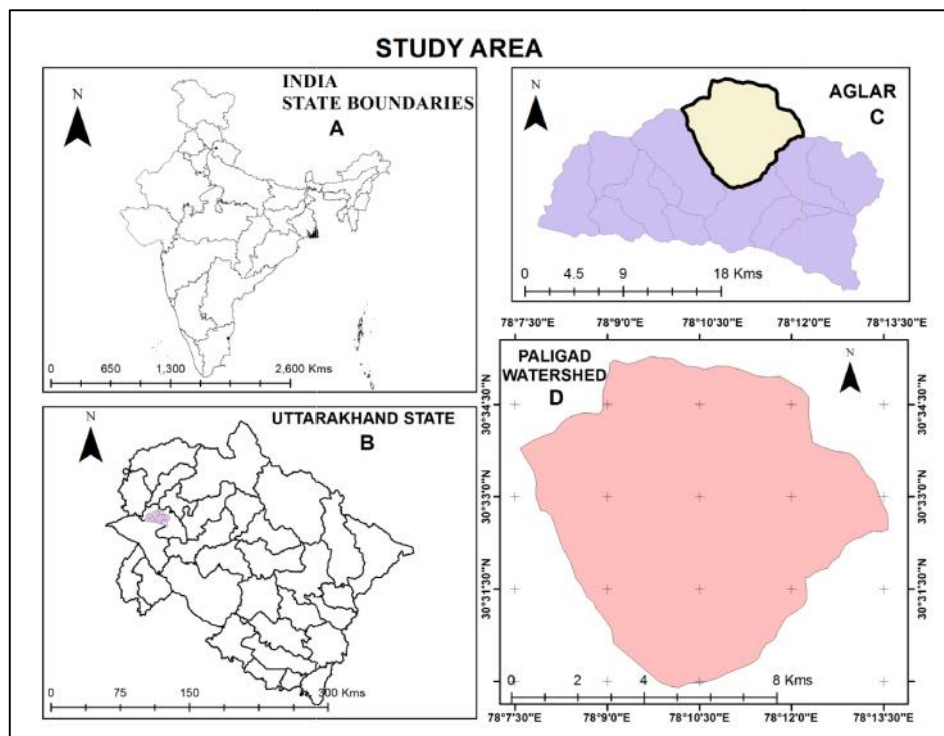 STUDY AREA
N
INDIA
STATE BOUNDARIES
A
0 650 1,300 2,600 Kms
N
UTTARAKHAND STATE
B
0 75 150 300 Kms
N
AGLAR
C
0 4.5 9 18 Kms
78°7'30"E 78°9'0"E 78°10'30"E 78°12'0"E 78°13'30"E
PALIGAD
WATERSHED
D
N
30°34'30"N 30°34'30"N
30°33'0"N 30°33'0"N
30°31'30"N 30°31'30"N
0 2 4 8 Kms
78°7'30"E 78°9'0"E 78°10'30"E 78°12'0"E 78°13'30"E